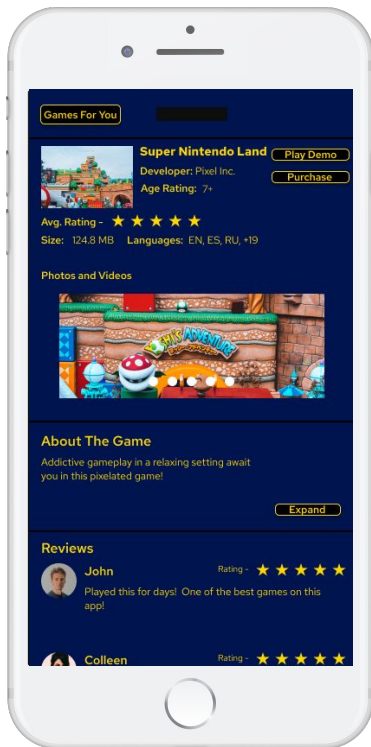 Games For You
Super Nintendo Land
Play Demo
Developer: Pixel Inc.
Purchase
Age Rating: 7+
Avg. Rating -
Size: 124.8 MB Languages: EN, ES, RU, +19
Photos and Videos
YOSHI'S ADVENTURE
About The Game
Addictive gameplay in a relaxing setting await
you in this pixelated game!
Expand
Reviews
John
Rating -
Played this for days! One of the best games on this
app!
Colleen
Rating -